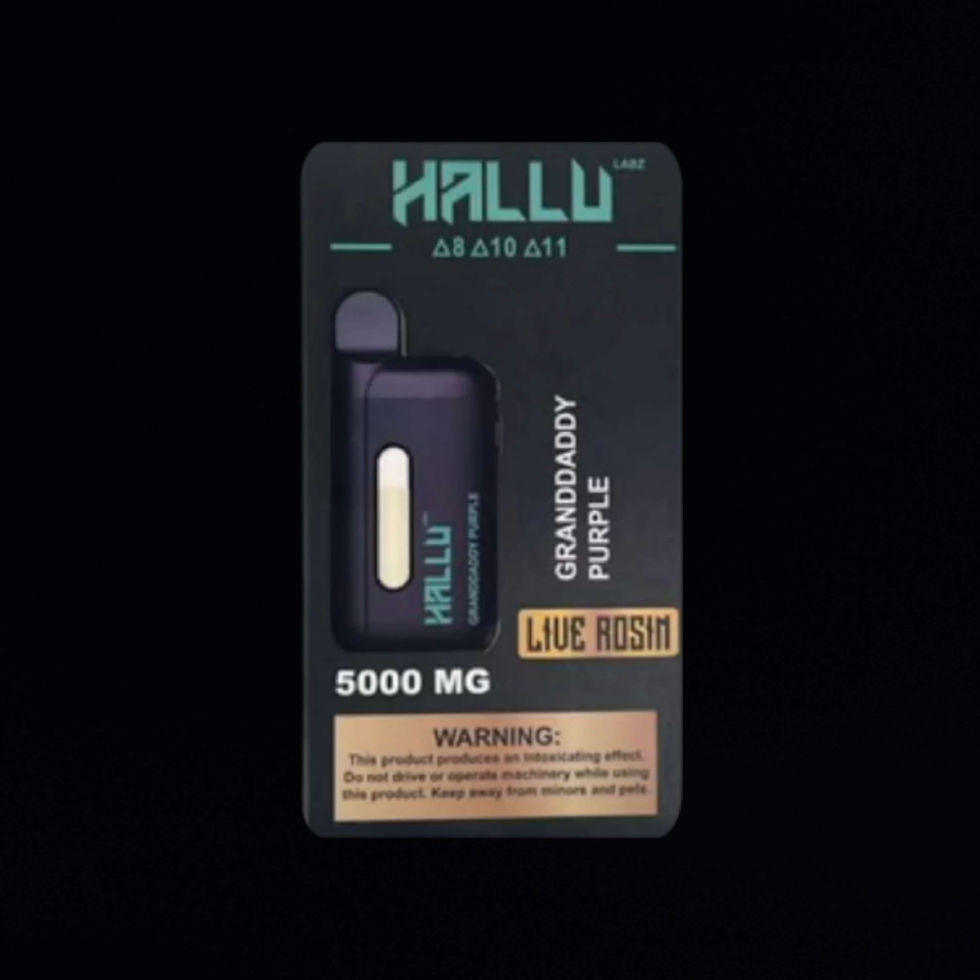 HALLU LABZ
Δ8 Δ10 Δ11
HALLU
GRANDDADDY PURPLE
GRANDDADDY
PURPLE
LIVE ROSIN
5000 MG
WARNING:
This product produces an intoxicating effect.
Do not drive or operate machinery while using
this product. Keep away from minors and pets.